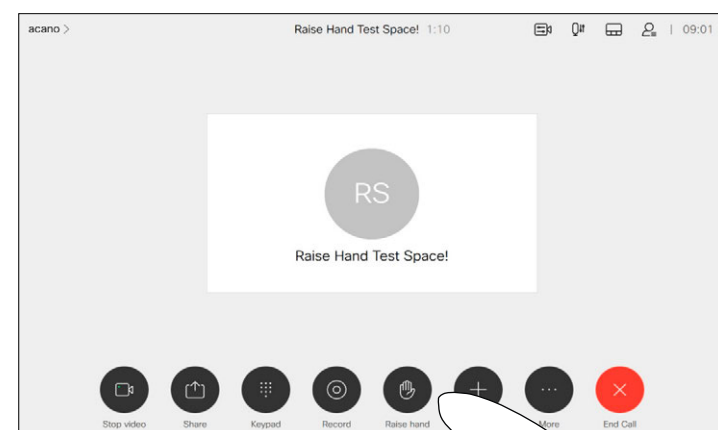 acano >
Raise Hand Test Space! 1:10
09:01
RS
Raise Hand Test Space!
Stop video
Share
Keypad
Record
Raise hand
More
End Call